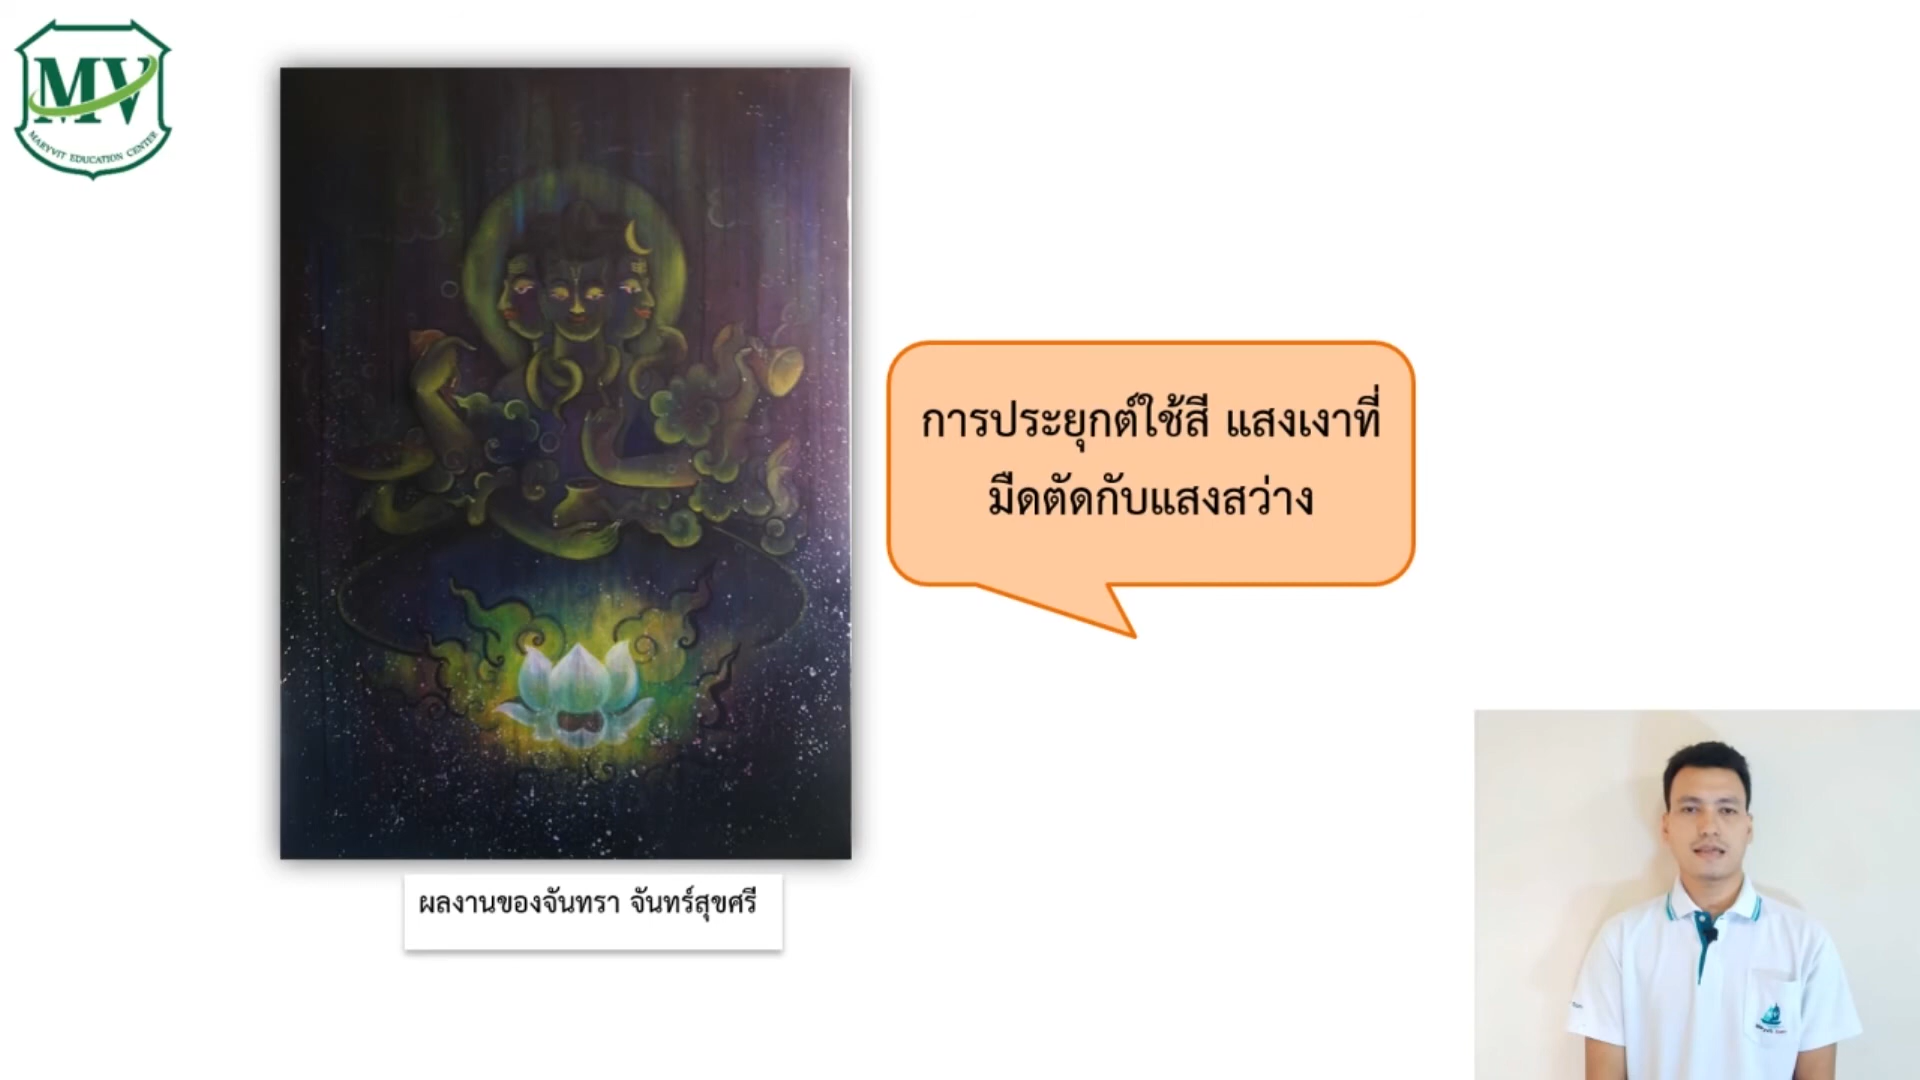 MV
MARYVIT EDUCATION CENTER
การประยุกต์ใช้สี แสงเงาที่
มืดตัดกับแสงสว่าง
ผลงานของจันทรา จันทร์สุขศรี